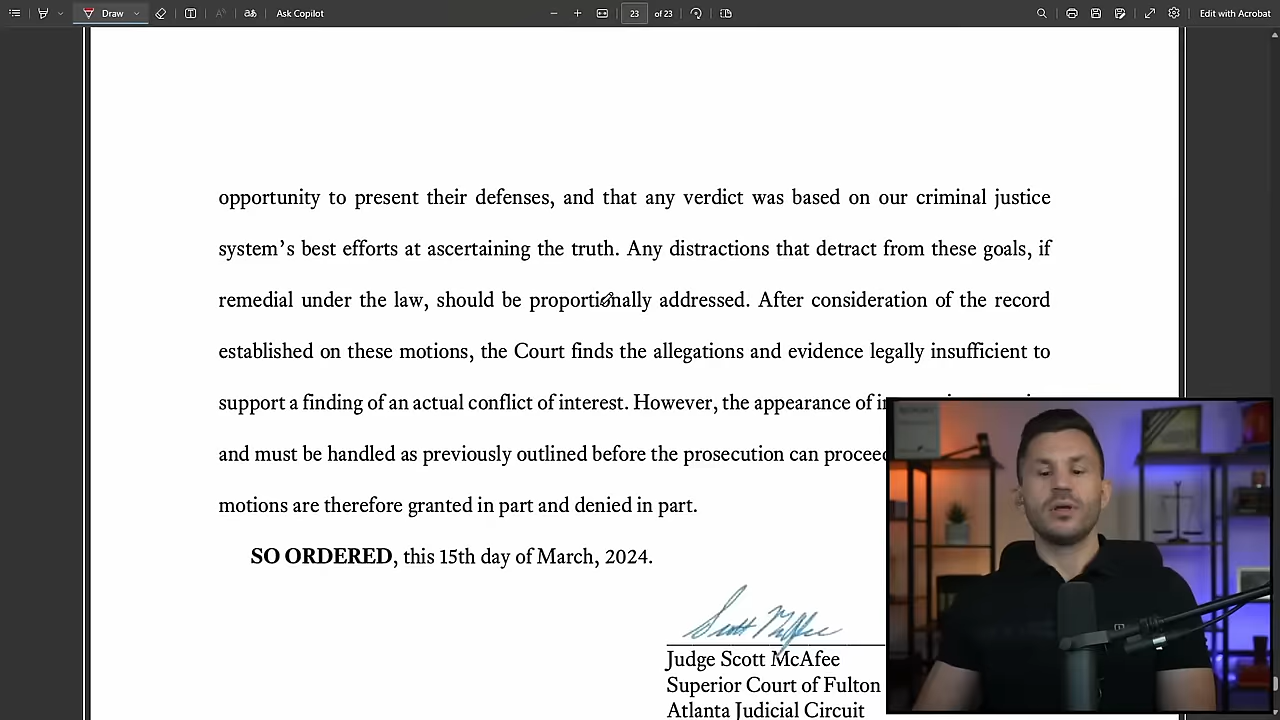 Draw
Ask Copilot
23 of 23
Edit with Acrobat
opportunity to present their defenses, and that any verdict was based on our criminal justice
system's best efforts at ascertaining the truth. Any distractions that detract from these goals, if
remedial under the law, should be proportionally addressed. After consideration of the record
established on these motions, the Court finds the allegations and evidence legally insufficient to
support a finding of an actual conflict of interest. However, the appearance of
and must be handled as previously outlined before the prosecution can proceed
motions are therefore granted in part and denied in part.
SO ORDERED, this 15th day of March, 2024.
Scott McAfee
Judge Scott McAfee
Superior Court of Fulton
Atlanta Judicial Circuit